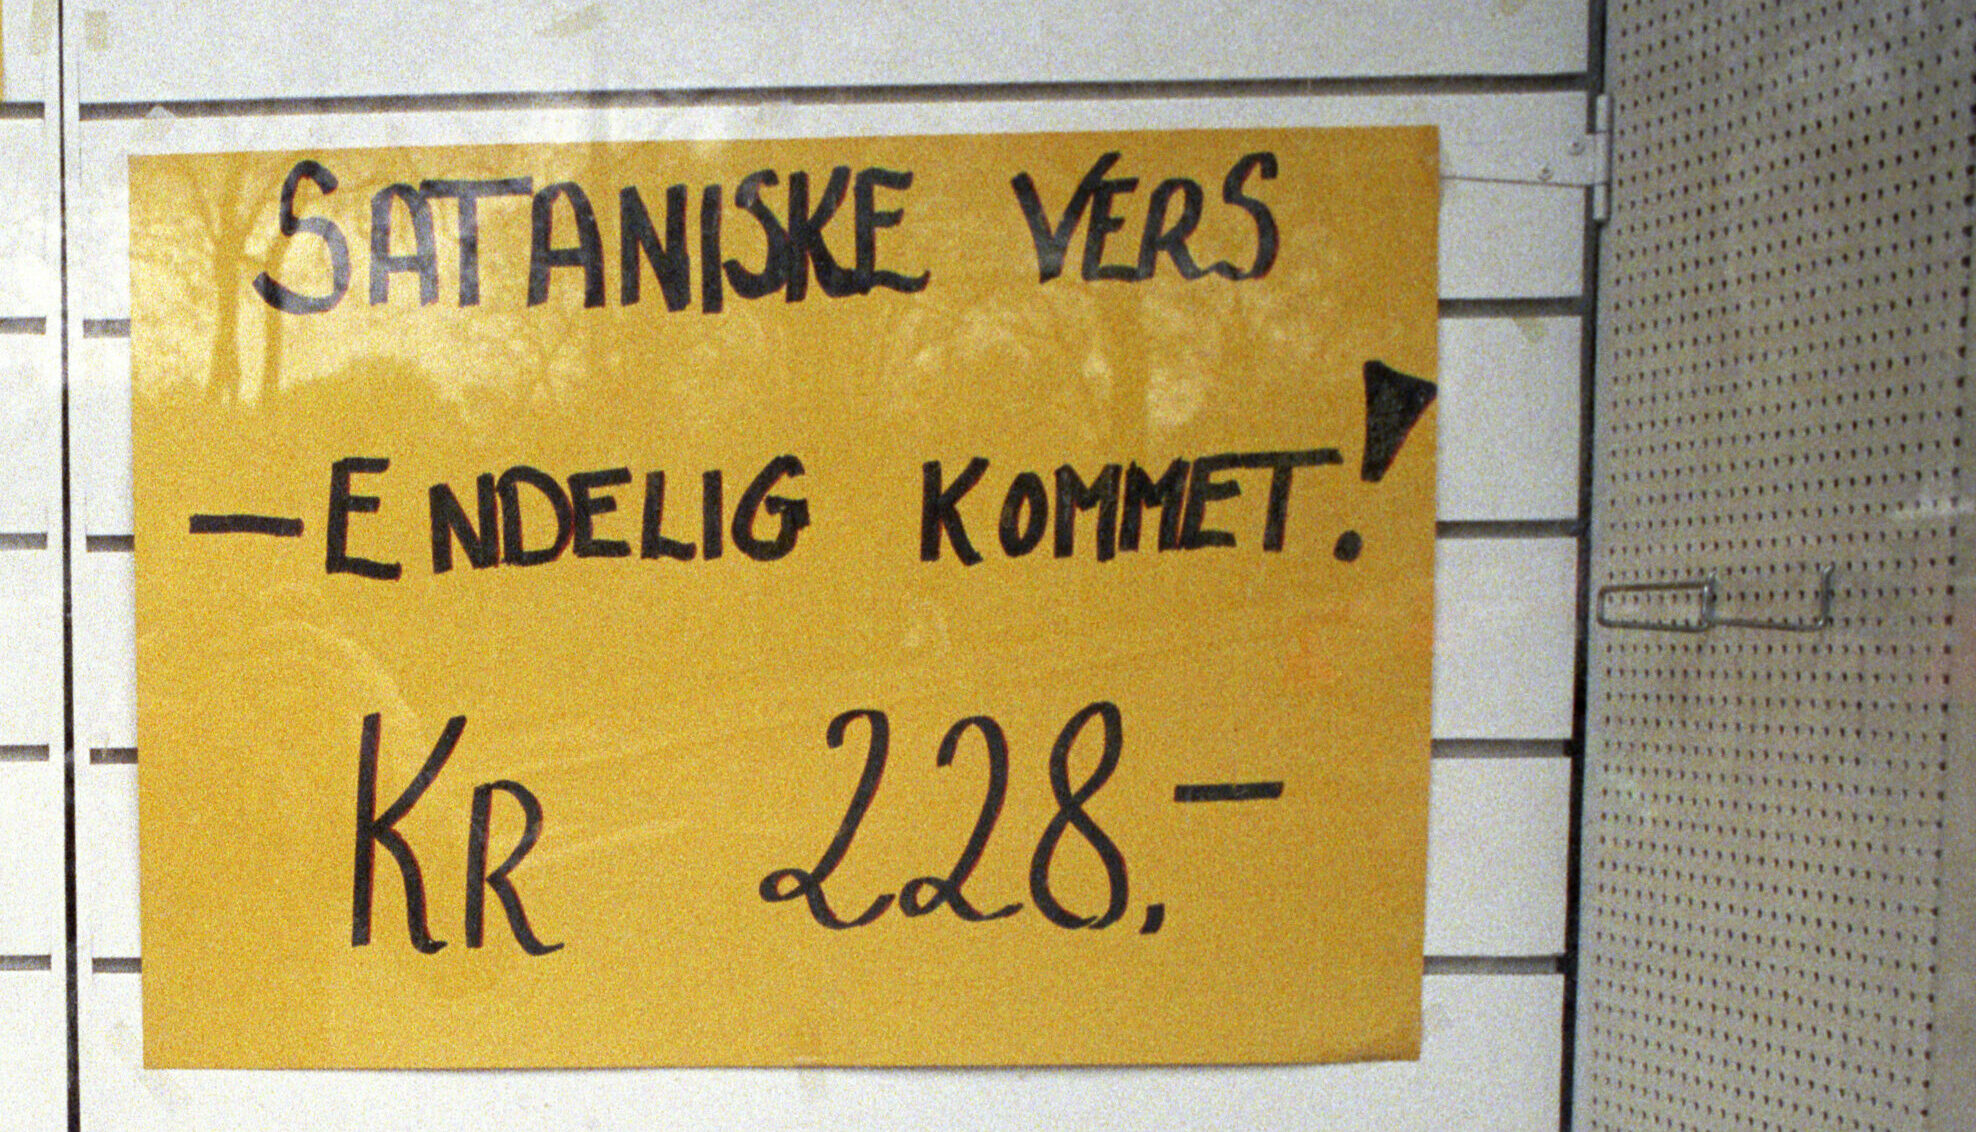 SATANISKE VERS
– ENDELIG KOMMET!
KR 228,–